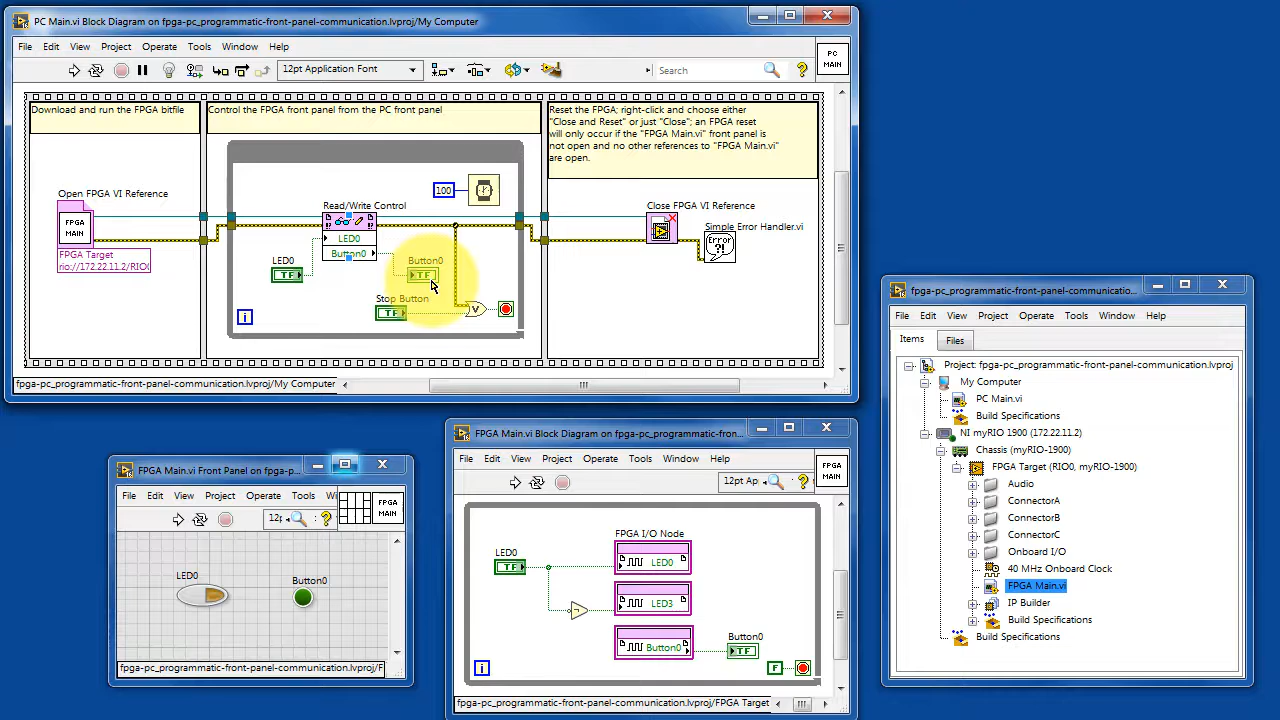 PC Main.vi Block Diagram on fpga-pc_programmatic-front-panel-communication.lvproj/My Computer
File Edit View Project Operate Tools Window Help
PC
MAIN
12pt Application Font
Search
Download and run the FPGA bitfile
Control the FPGA front panel from the PC front panel
Reset the FPGA; right-click and choose either
"Close and Reset" or just "Close"; an FPGA reset
will only occur if the "FPGA Main.vi" front panel is
not open and no other references to "FPGA Main.vi"
are open.
Open FPGA VI Reference
FPGA
MAIN
FPGA Target
rio://172.22.11.2/RIO(
100
Read/Write Control
LED0
Button0
LED0
TF
Button0
TF
Stop Button
TF
V
i
Close FPGA VI Reference
Simple Error Handler.vi
Error
?!
fpga-pc_programmatic-front-panel-communication.lvproj/My Computer
FPGA Main.vi Front Panel on fpga-p...
File Edit View Project Operate Tools Wi
FPGA
MAIN
LED0
Button0
fpga-pc_programmatic-front-panel-communication.lvproj/F
FPGA Main.vi Block Diagram on fpga-pc_programmatic-fron...
File Edit View Project Operate Tools Window Help
FPGA
MAIN
12pt Ap
FPGA I/O Node
LED0
TF
LED0
LED3
Button0
Button0
TF
i
F
fpga-pc_programmatic-front-panel-communication.lvproj/FPGA Target
fpga-pc_programmatic-front-panel-communicatio...
File Edit View Project Operate Tools Window Help
Items
Files
Project: fpga-pc_programmatic-front-panel-communication.lvproj
My Computer
PC Main.vi
Build Specifications
NI myRIO 1900 (172.22.11.2)
Chassis (myRIO-1900)
FPGA Target (RIO0, myRIO-1900)
Audio
ConnectorA
ConnectorB
ConnectorC
Onboard I/O
40 MHz Onboard Clock
FPGA Main.vi
IP Builder
Build Specifications
Build Specifications